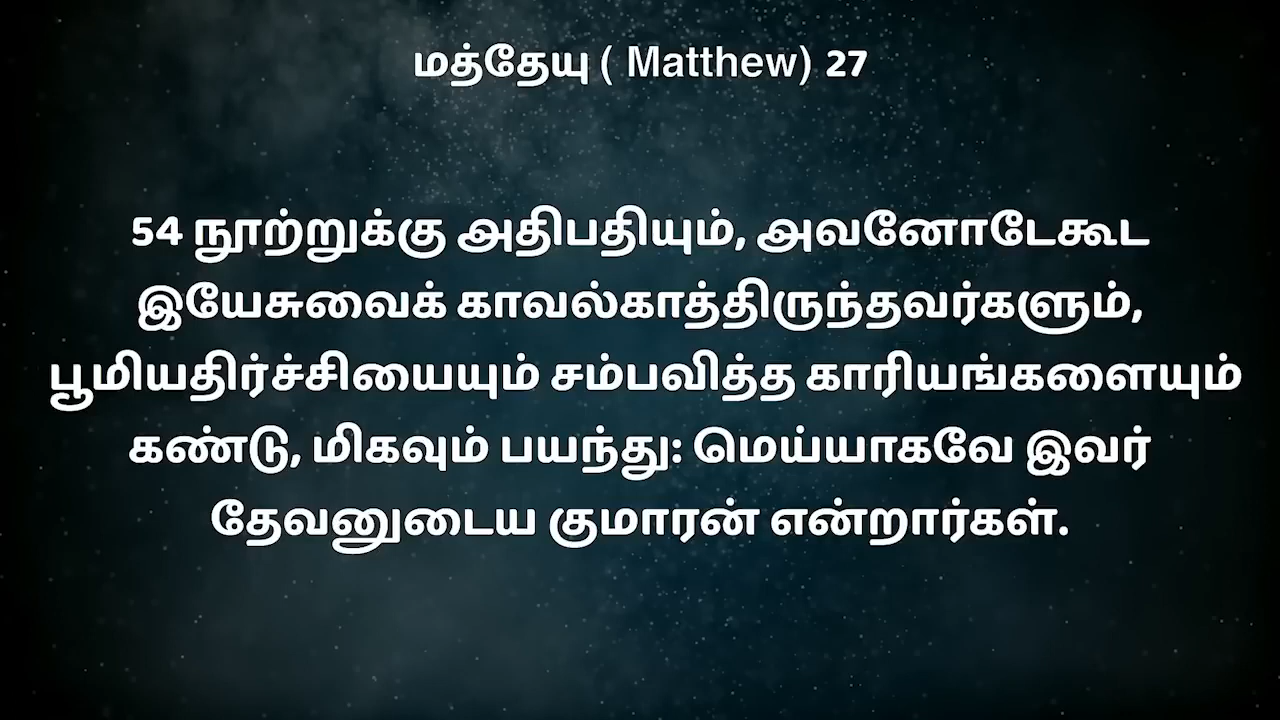 மத்தேயு ( Matthew) 27
54 நூற்றுக்கு அதிபதியும், அவனோடேகூட
இயேசுவைக் காவல்காத்திருந்தவர்களும்,
பூமியதிர்ச்சியையும் சம்பவித்த காரியங்களையும்
கண்டு, மிகவும் பயந்து: மெய்யாகவே இவர்
தேவனுடைய குமாரன் என்றார்கள்.